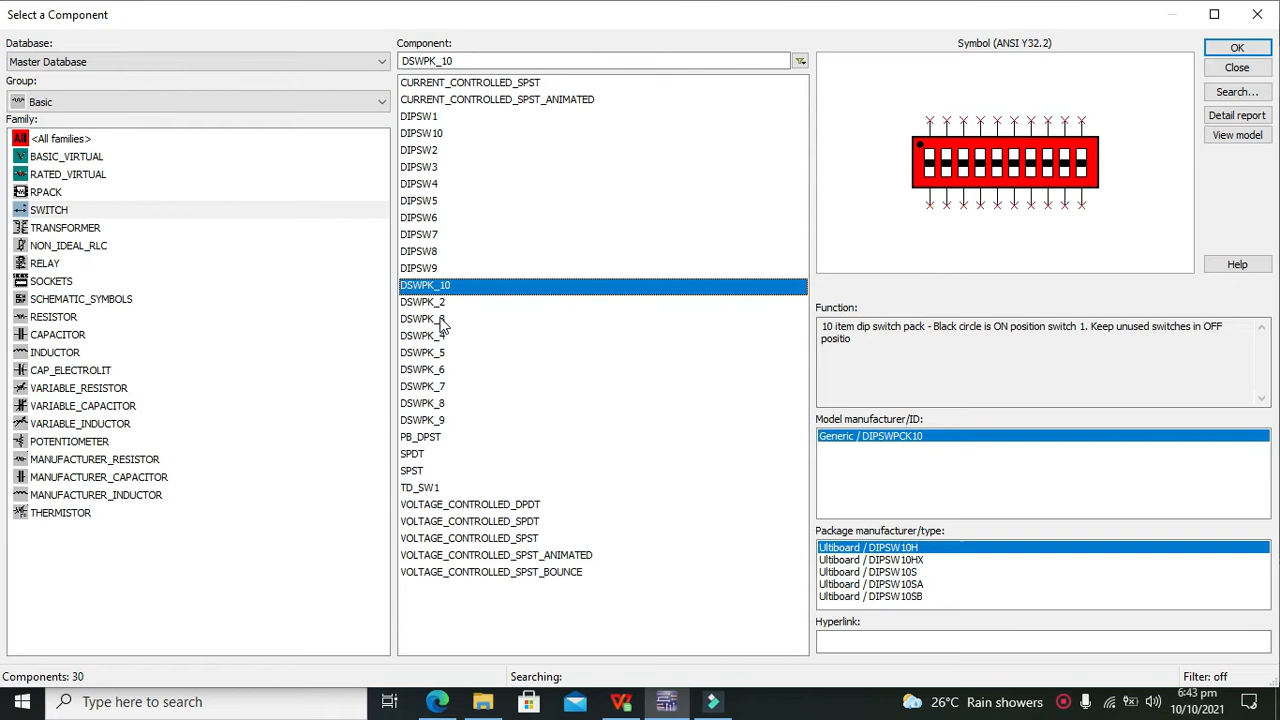 Select a Component
Database:
Master Database
Group:
Basic
Family:
All <All families>
BASIC_VIRTUAL
RATED_VIRTUAL
RPACK
SWITCH
TRANSFORMER
NON_IDEAL_RLC
RELAY
SOCKETS
SCHEMATIC_SYMBOLS
RESISTOR
CAPACITOR
INDUCTOR
CAP_ELECTROLIT
VARIABLE_RESISTOR
VARIABLE_CAPACITOR
VARIABLE_INDUCTOR
POTENTIOMETER
MANUFACTURER_RESISTOR
MANUFACTURER_CAPACITOR
MANUFACTURER_INDUCTOR
THERMISTOR
Component:
DSWPK_10
CURRENT_CONTROLLED_SPST
CURRENT_CONTROLLED_SPST_ANIMATED
DIPSW1
DIPSW10
DIPSW2
DIPSW3
DIPSW4
DIPSW5
DIPSW6
DIPSW7
DIPSW8
DIPSW9
DSWPK_10
DSWPK_2
DSWPK_3
DSWPK_4
DSWPK_5
DSWPK_6
DSWPK_7
DSWPK_8
DSWPK_9
PB_DPST
SPDT
SPST
TD_SW1
VOLTAGE_CONTROLLED_DPDT
VOLTAGE_CONTROLLED_SPDT
VOLTAGE_CONTROLLED_SPST
VOLTAGE_CONTROLLED_SPST_ANIMATED
VOLTAGE_CONTROLLED_SPST_BOUNCE
Symbol (ANSI Y32.2)
OK
Close
Search...
Detail report
View model
Help
Function:
10 item dip switch pack - Black circle is ON position switch 1. Keep unused switches in OFF
positio
Model manufacturer/ID:
Generic / DIPSWPCK10
Package manufacturer/type:
Ultiboard / DIPSW10H
Ultiboard / DIPSW10HX
Ultiboard / DIPSW10S
Ultiboard / DIPSW10SA
Ultiboard / DIPSW10SB
Hyperlink:
Components: 30
Searching:
Filter: off
Type here to search
26°C Rain showers
6:43 pm
10/10/2021